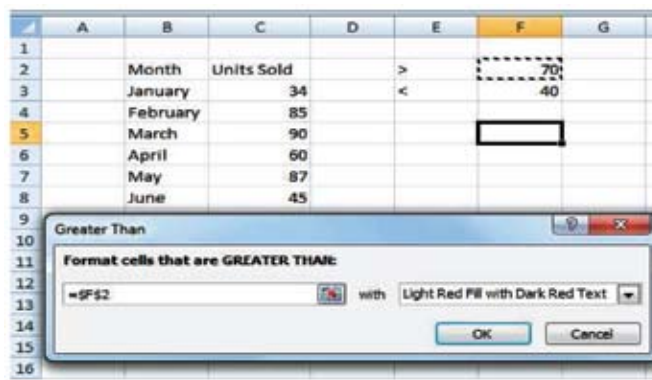 A B C D E F G
1
2 Month Units Sold > 70
3 January 34 < 40
4 February 85
5 March 90
6 April 60
7 May 87
8 June 45
9
10
11
12
13
14
15
16
Greater Than
Format cells that are GREATER THAN:
=$F$2 with Light Red Fill with Dark Red Text
OK Cancel